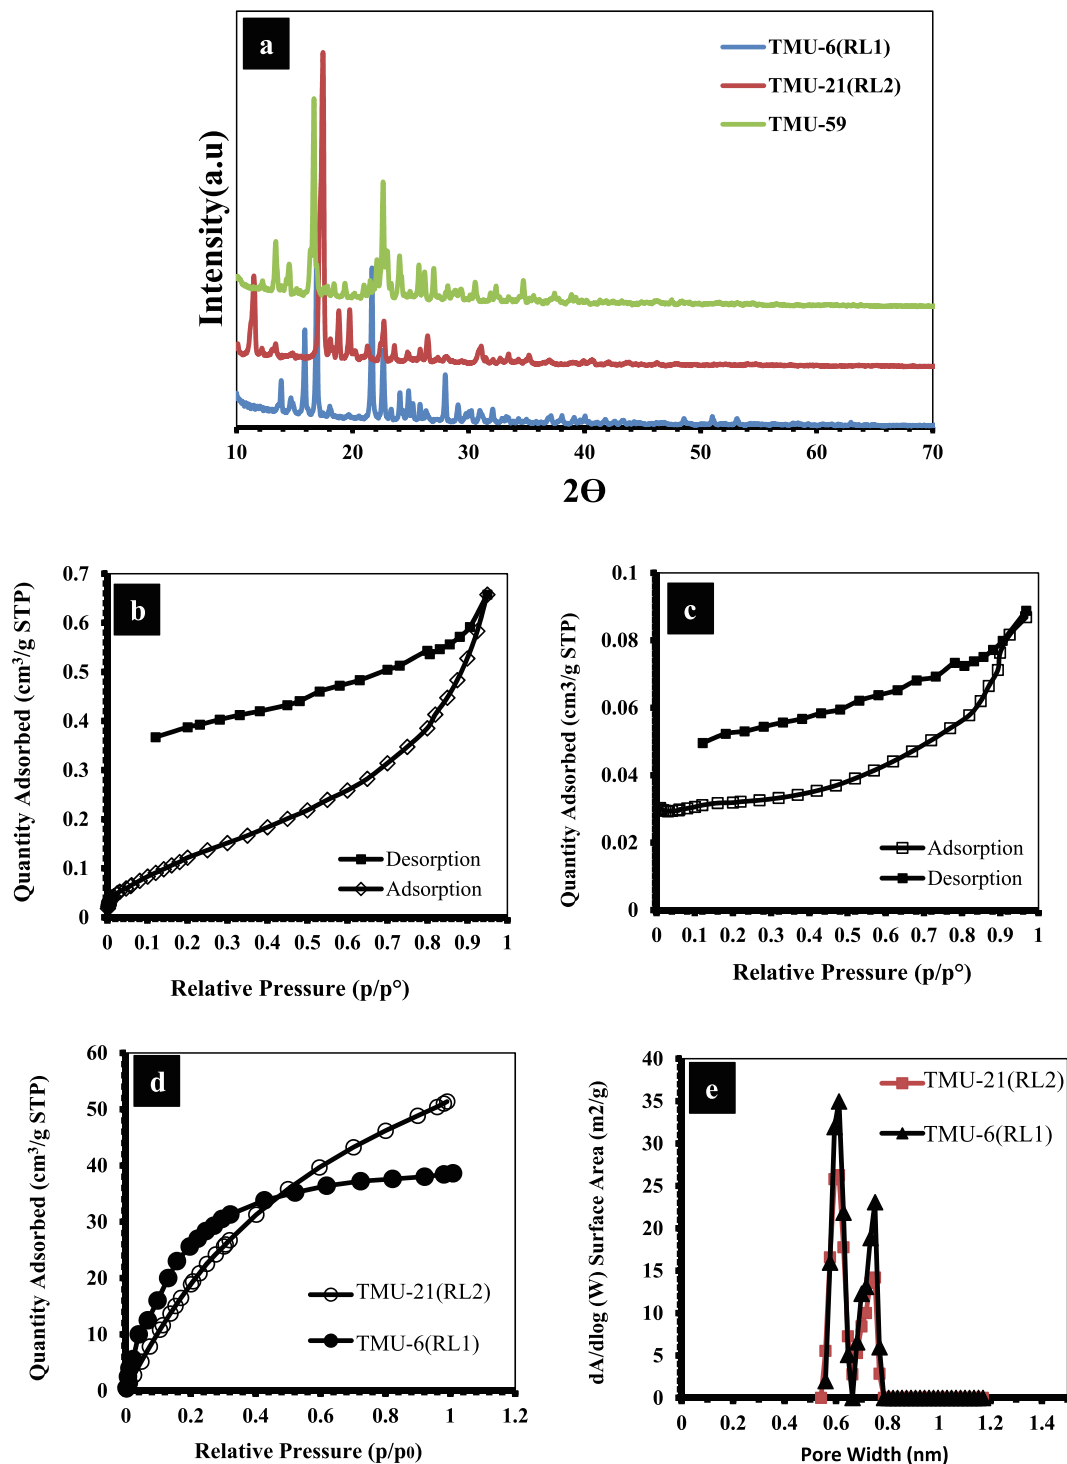 a
TMU-6(RL1)
TMU-21(RL2)
TMU-59
Intensity(a.u)
10 20 30 40 50 60 70
2Ɵ
b
Quantity Adsorbed (cm³/g STP)
0.7
0.6
0.5
0.4
0.3
0.2
0.1
0
Desorption
Adsorption
0 0.1 0.2 0.3 0.4 0.5 0.6 0.7 0.8 0.9 1
Relative Pressure (p/p°)
c
Quantity Adsorbed (cm3/g STP)
0.1
0.08
0.06
0.04
0.02
0
Adsorption
Desorption
0 0.1 0.2 0.3 0.4 0.5 0.6 0.7 0.8 0.9 1
Relative Pressure (p/p°)
d
Quantity Adsorbed (cm³/g STP)
60
50
40
30
20
10
0
TMU-21(RL2)
TMU-6(RL1)
0 0.2 0.4 0.6 0.8 1 1.2
Relative Pressure (p/p0)
e
dA/dlog (W) Surface Area (m2/g)
40
35
30
25
20
15
10
5
0
TMU-21(RL2)
TMU-6(RL1)
0 0.2 0.4 0.6 0.8 1 1.2 1.4
Pore Width (nm)